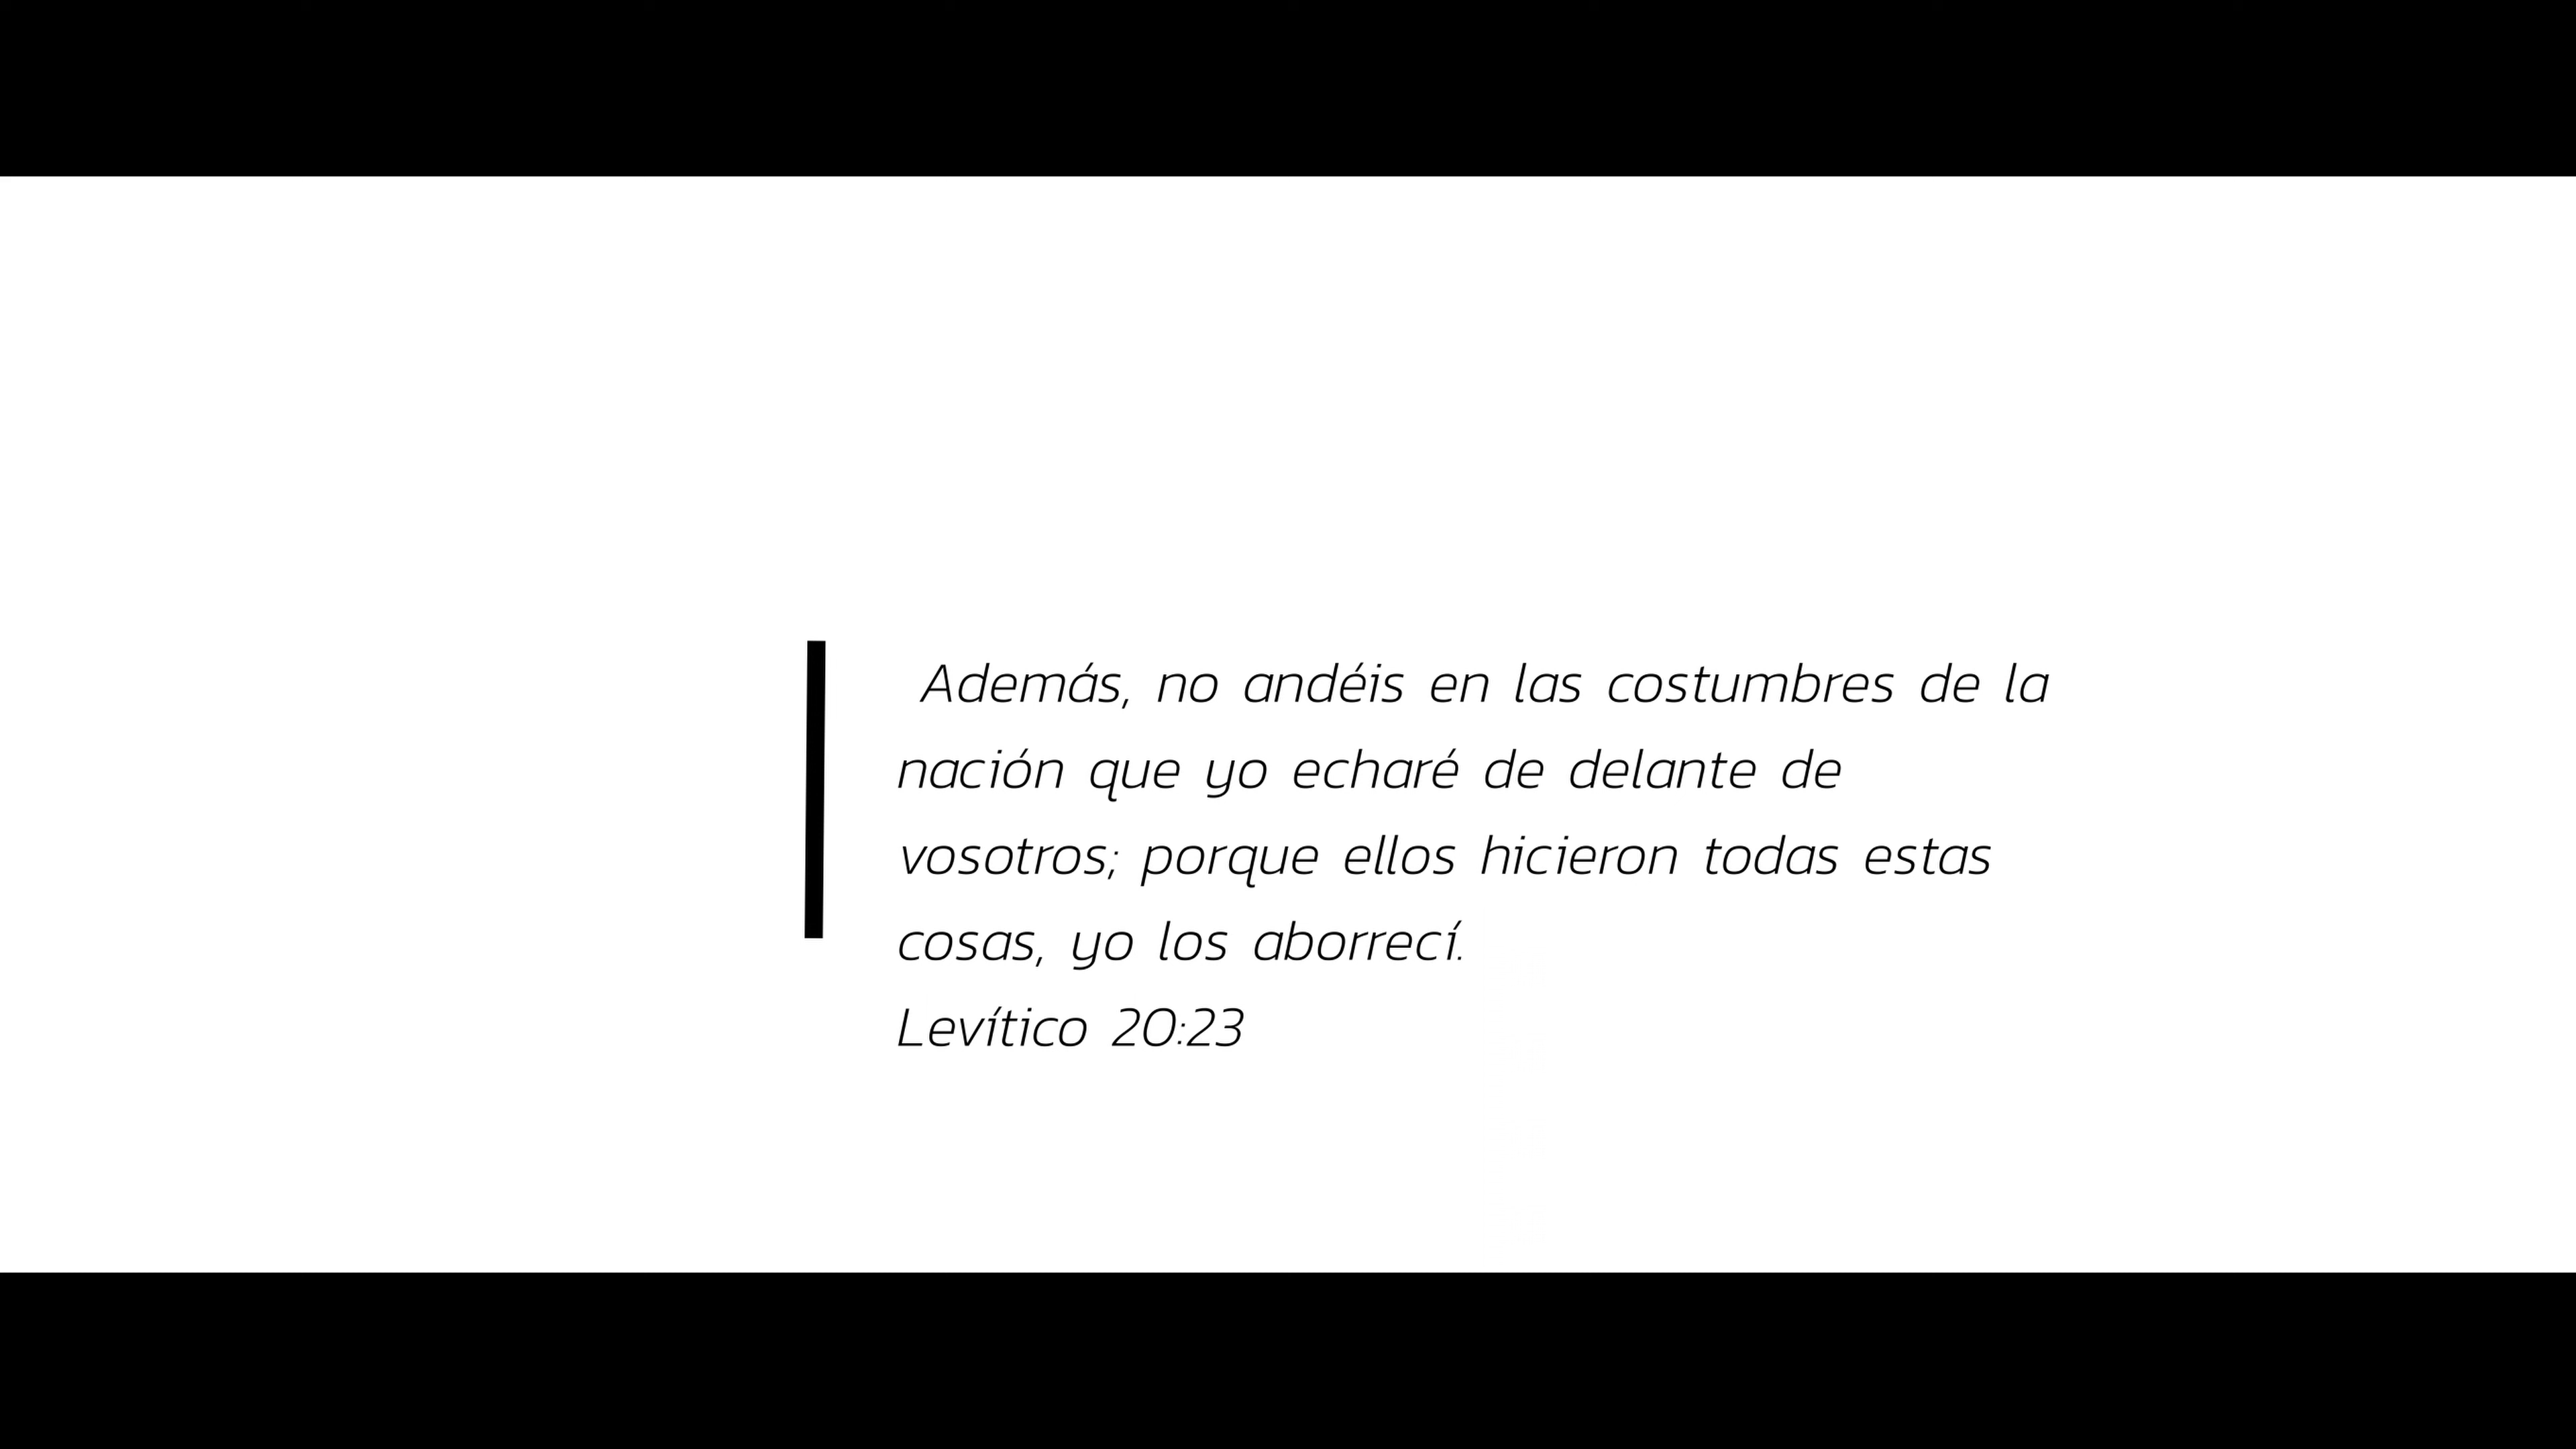 Además, no andéis en las costumbres de la
nación que yo echaré de delante de
vosotros; porque ellos hicieron todas estas
cosas, yo los aborrecí.
Levítico 20:23